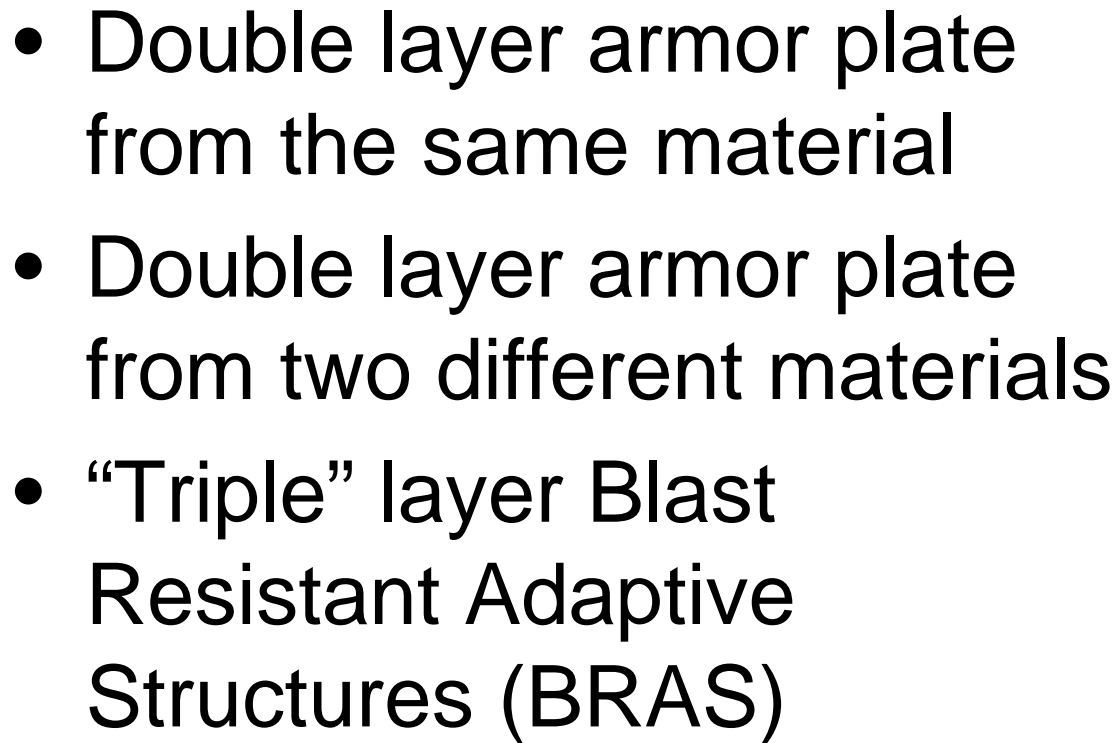 • Double layer armor plate
from the same material
• Double layer armor plate
from two different materials
• “Triple” layer Blast
Resistant Adaptive
Structures (BRAS)